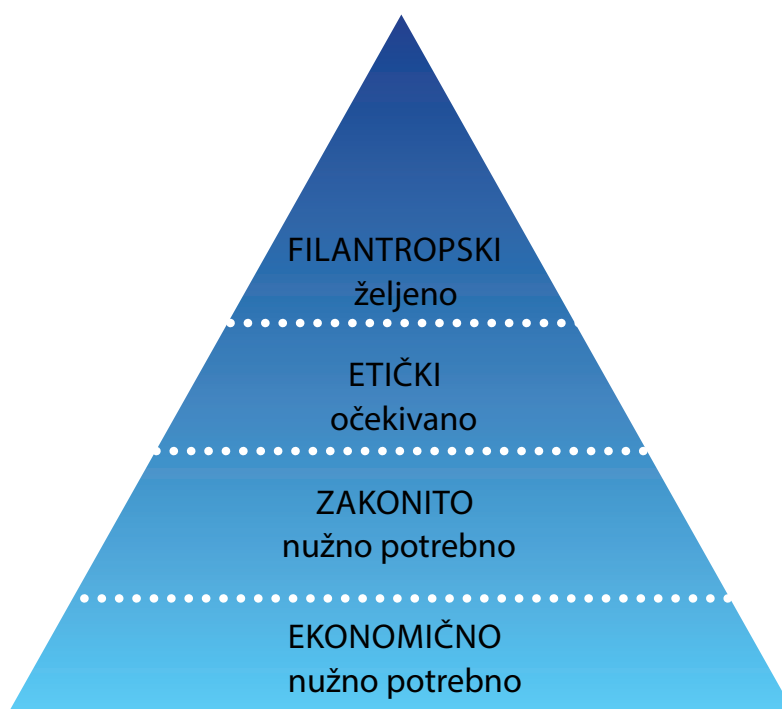 FILANTROPSKI
željeno
ETIČKI
očekivano
ZAKONITO
nužno potrebno
EKONOMIČNO
nužno potrebno